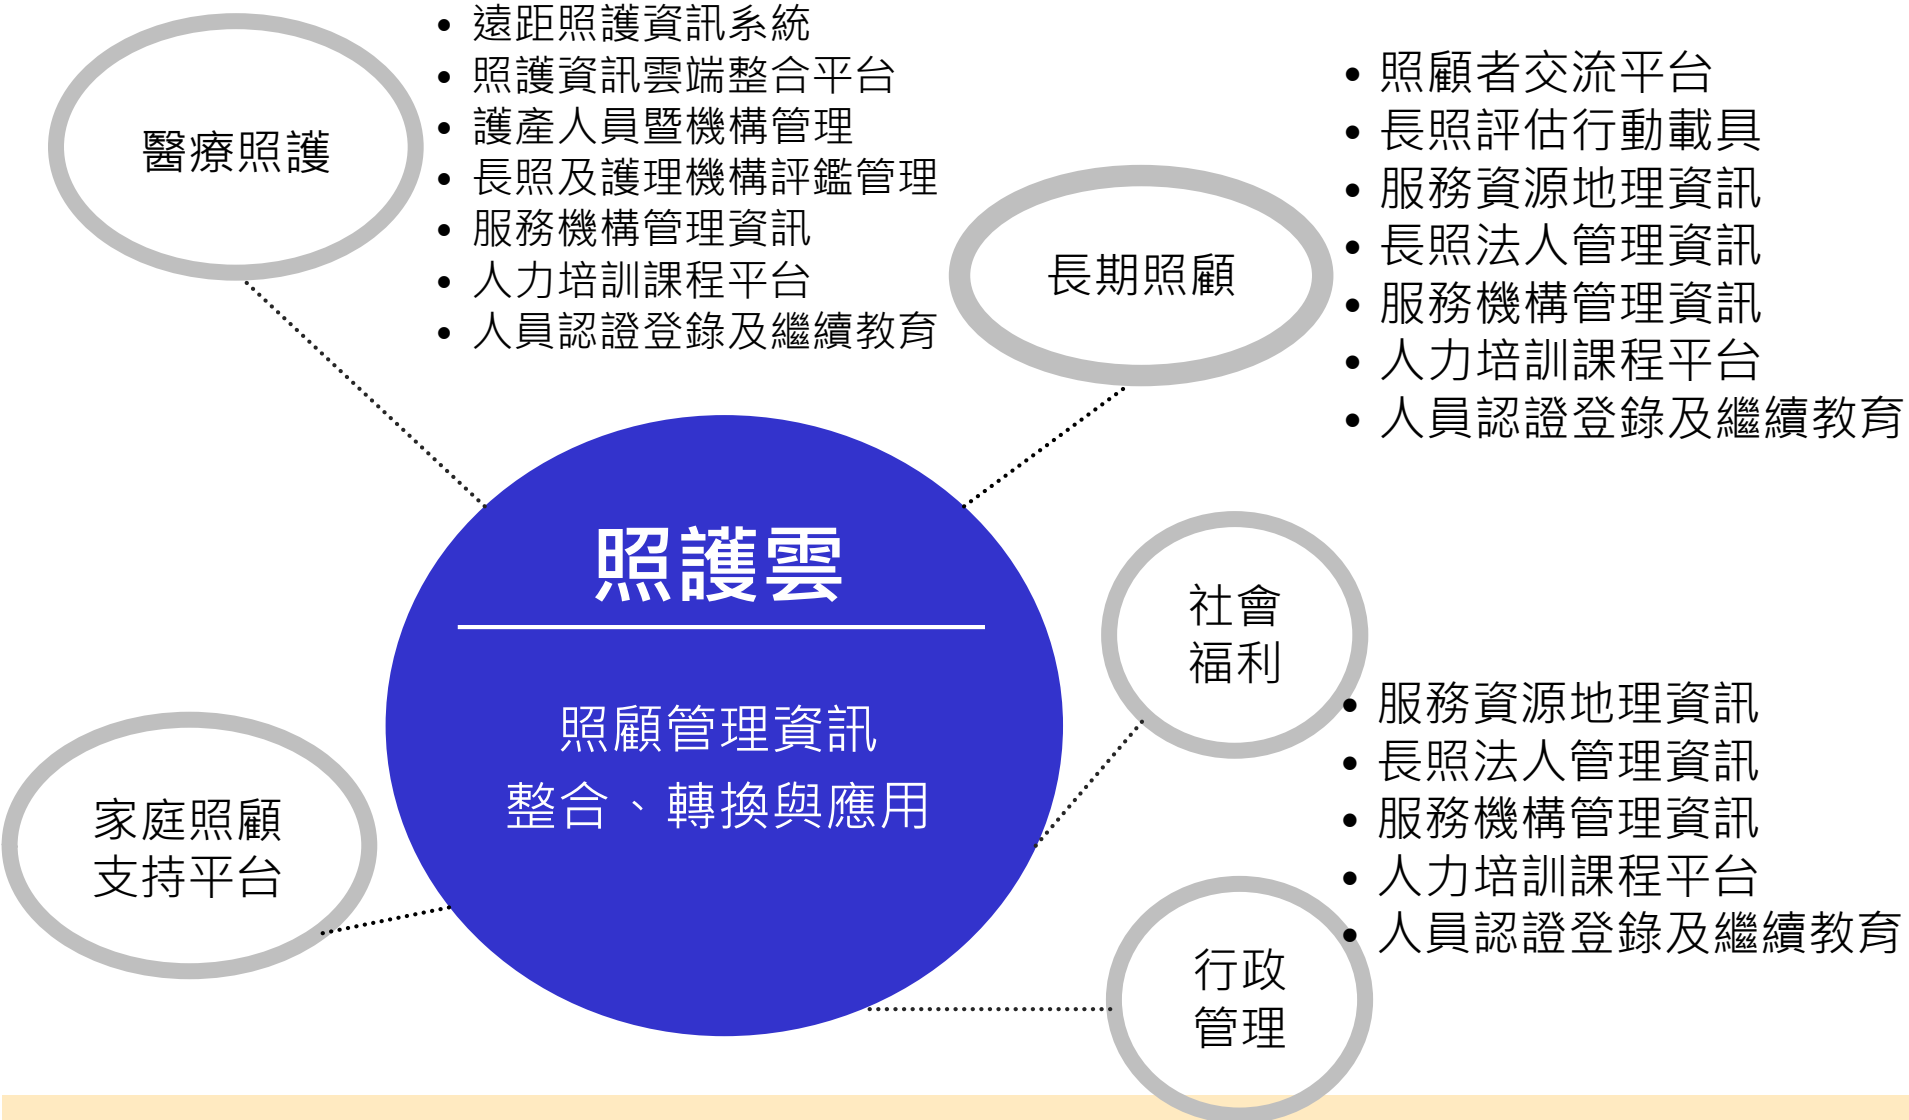 醫療照護
• 遠距照護資訊系統
• 照護資訊雲端整合平台
• 護產人員暨機構管理
• 長照及護理機構評鑑管理
• 服務機構管理資訊
• 人力培訓課程平台
• 人員認證登錄及繼續教育
長期照顧
• 照顧者交流平台
• 長照評估行動載具
• 服務資源地理資訊
• 長照法人管理資訊
• 服務機構管理資訊
• 人力培訓課程平台
• 人員認證登錄及繼續教育
照護雲
照顧管理資訊
整合、轉換與應用
社會
福利
• 服務資源地理資訊
• 長照法人管理資訊
• 服務機構管理資訊
• 人力培訓課程平台
• 人員認證登錄及繼續教育
家庭照顧
支持平台
行政
管理